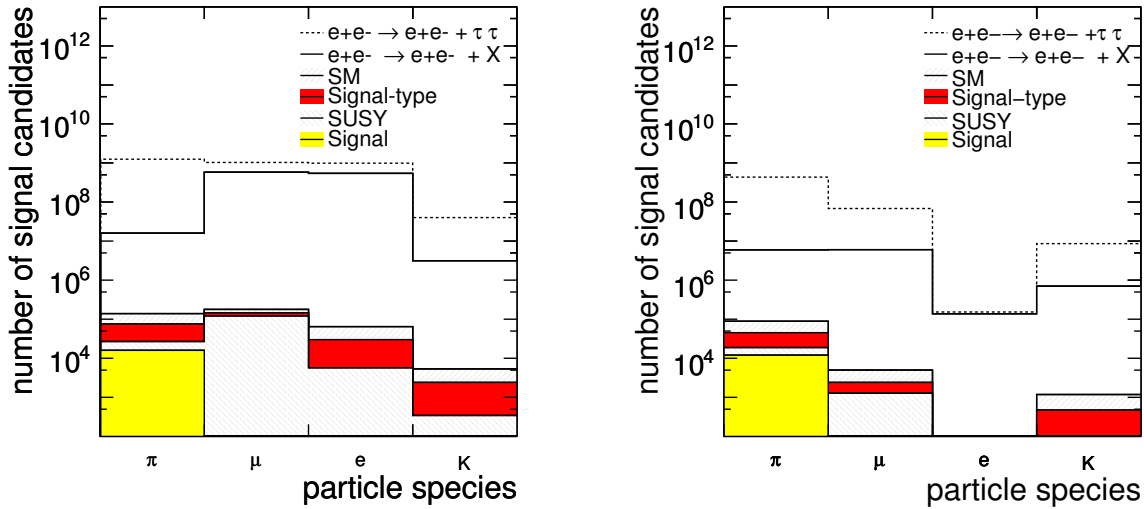 number of signal candidates
10^12
10^10
10^8
10^6
10^4
e+e- → e+e- + τ τ
e+e- → e+e- + X
SM
Signal-type
SUSY
Signal
π μ e K
particle species
number of signal candidates
10^12
10^10
10^8
10^6
10^4
e+e−→ e+e− +τ τ
e+e− → e+e− + X
SM
Signal−type
SUSY
Signal
π μ e K
particle species